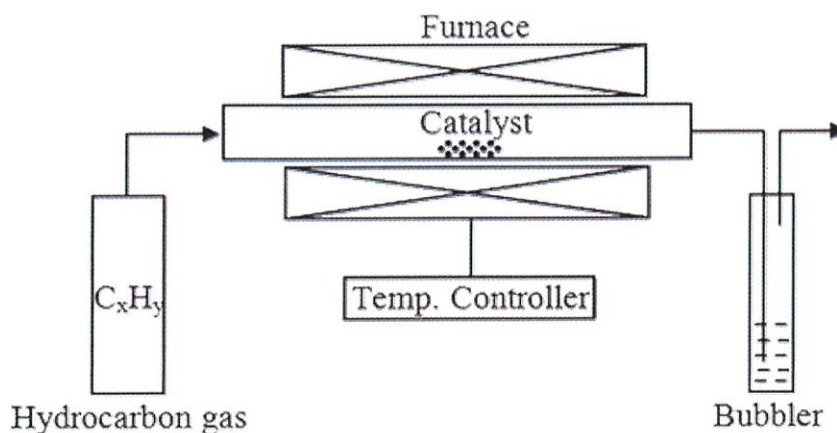 Furnace
Catalyst
CxHy
Temp. Controller
Hydrocarbon gas
Bubbler